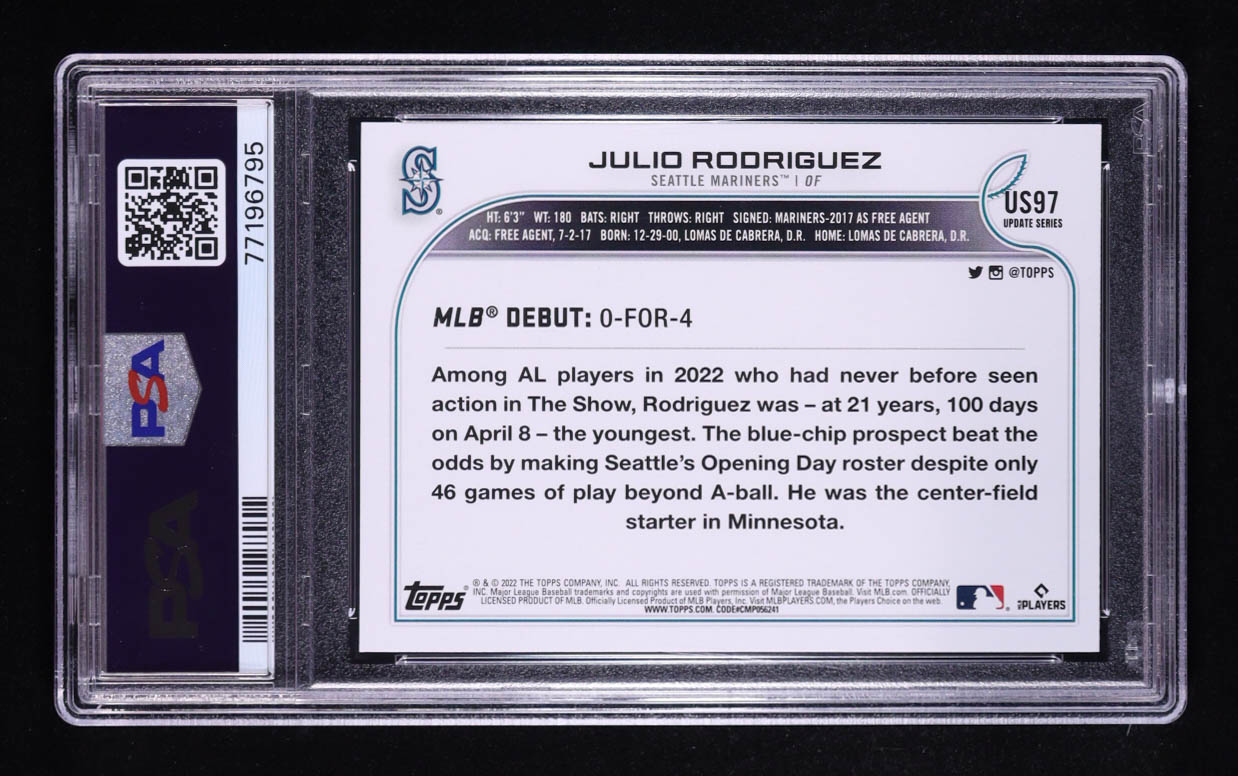 77196795
PSA
PSA
S®
JULIO RODRIGUEZ
SEATTLE MARINERS™ | OF
US97
UPDATE SERIES
HT: 6'3" WT: 180 BATS: RIGHT THROWS: RIGHT SIGNED: MARINERS-2017 AS FREE AGENT
ACQ: FREE AGENT, 7-2-17 BORN: 12-29-00, LOMAS DE CABRERA, D.R. HOME: LOMAS DE CABRERA, D.R.
@TOPPS
MLB® DEBUT: 0-FOR-4
Among AL players in 2022 who had never before seen
action in The Show, Rodriguez was – at 21 years, 100 days
on April 8 – the youngest. The blue-chip prospect beat the
odds by making Seattle's Opening Day roster despite only
46 games of play beyond A-ball. He was the center-field
starter in Minnesota.
Topps®
® & © 2022 THE TOPPS COMPANY, INC. ALL RIGHTS RESERVED. TOPPS IS A REGISTERED TRADEMARK OF THE TOPPS COMPANY,
INC. Major League Baseball trademarks and copyrights are used with permission of Major League Baseball. Visit MLB.com. OFFICIALLY
LICENSED PRODUCT OF MLB. Officially Licensed Product of MLB Players, Inc. Visit MLBPLAYERS.COM, the Players Choice on the web.
WWW.TOPPS.COM. CODE#CMP056241
MLB PLAYERS